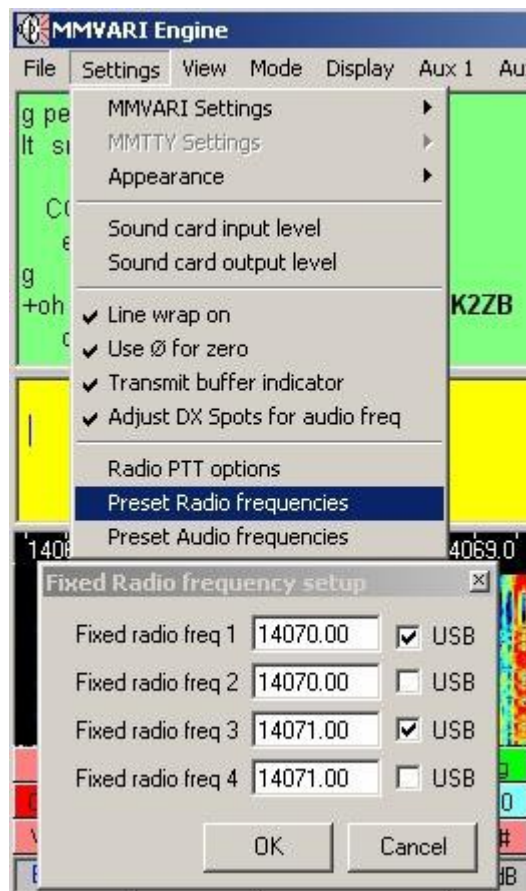 MMVARI Engine
File Settings View Mode Display Aux 1
g pe
lt
MMVARI Settings
MMTTY Settings
Appearance
Sound card input level
g
Sound card output level
+oh
K2ZB
Line wrap on
Use Ø for zero
Transmit buffer indicator
Adjust DX Spots for audio freq
Radio PTT options
Preset Radio frequencies
Preset Audio frequencies
4069.0
Fixed Radio frequency setup
Fixed radio freq 1 14070.00 USB
Fixed radio freq 2 14070.00 USB
Fixed radio freq 3 14071.00 USB
Fixed radio freq 4 14071.00 USB
OK Cancel